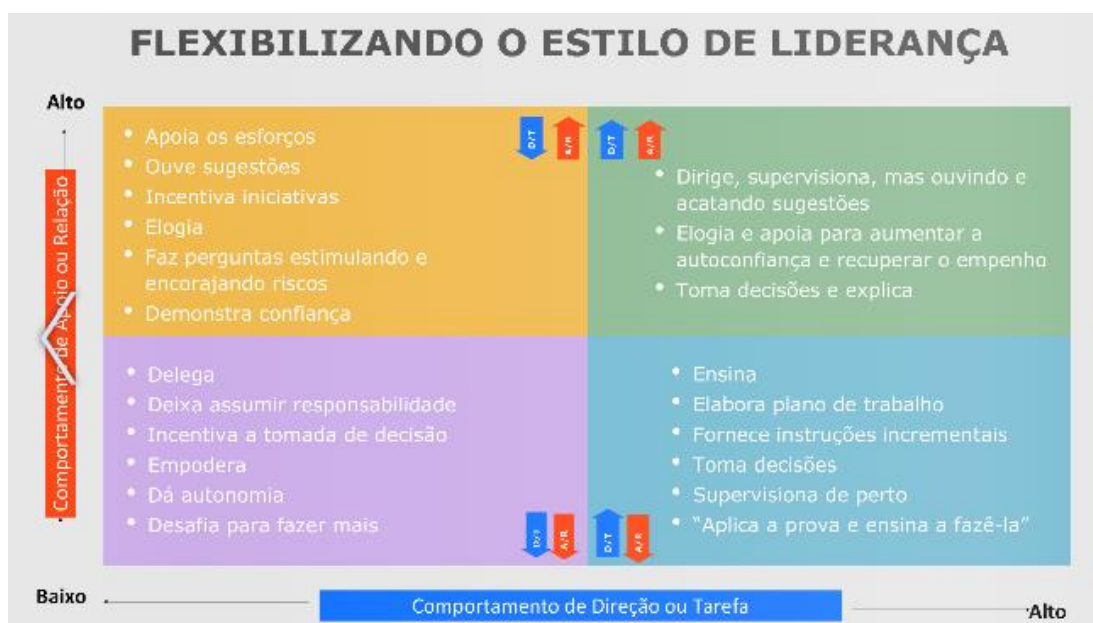 FLEXIBILIZANDO O ESTILO DE LIDERANÇA
Alto
Comportamento de Apoio ou Relação
• Apoia os esforços
• Ouve sugestões
• Incentiva iniciativas
• Elogia
• Faz perguntas estimulando e
encorajando riscos
• Demonstra confiança
D/T
A/R
D/T
A/R
• Dirige, supervisiona, mas ouvindo e
acatando sugestões
• Elogia e apoia para aumentar a
autoconfiança e recuperar o empenho
• Toma decisões e explica
• Delega
• Deixa assumir responsabilidade
• Incentiva a tomada de decisão
• Empodera
• Dá autonomia
• Desafia para fazer mais
D/T
A/R
D/T
A/R
• Ensina
• Elabora plano de trabalho
• Fornece instruções incrementais
• Toma decisões
• Supervisiona de perto
• “Aplica a prova e ensina a fazê-la”
Baixo
Comportamento de Direção ou Tarefa
Alto